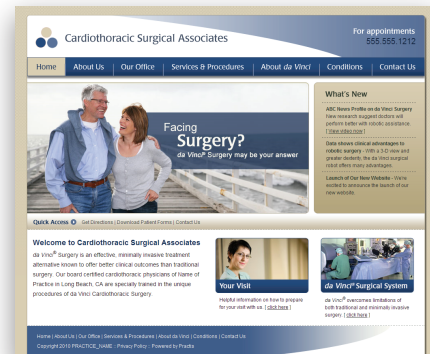 Cardiothoracic Surgical Associates
For appointments
555.555.1212
Home
About Us
Our Office
Services & Procedures
About da Vinci
Conditions
Contact Us
Facing
Surgery?
da Vinci® Surgery may be your answer
What's New
ABC News Profile on da Vinci Surgery
New research suggest doctors will
perform better with robotic assistance.
[ View video now ]
Data shows clinical advantages to
robotic surgery - With a 3-D view and
greater dexterity, the da Vinci surgical
robot offers many advantages.
Launch of Our New Website - We're
excited to announce the launch of our
new website.
Quick Access Get Directions | Download Patient Forms | Contact Us
Welcome to Cardiothoracic Surgical Associates
da Vinci® Surgery is an effective, minimally invasive treatment
alternative known to offer better clinical outcomes than traditional
surgery. Our board certified cardiothoracic physicians of Name of
Practice in Long Beach, CA are specially trained in the unique
procedures of da Vinci Cardiothoracic Surgery.
Your Visit
Helpful information on how to prepare
for your visit with us. [ click here ]
da Vinci® Surgical System
da Vinci® overcomes limitations of
both traditional and minimally invasive
surgery. [ click here ]
Home | About Us | Our Office | Services & Procedures | About da Vinci | Conditions | Contact Us
Copyright 2010 PRACTICE_NAME :: Privacy Policy :: Powered by Practis